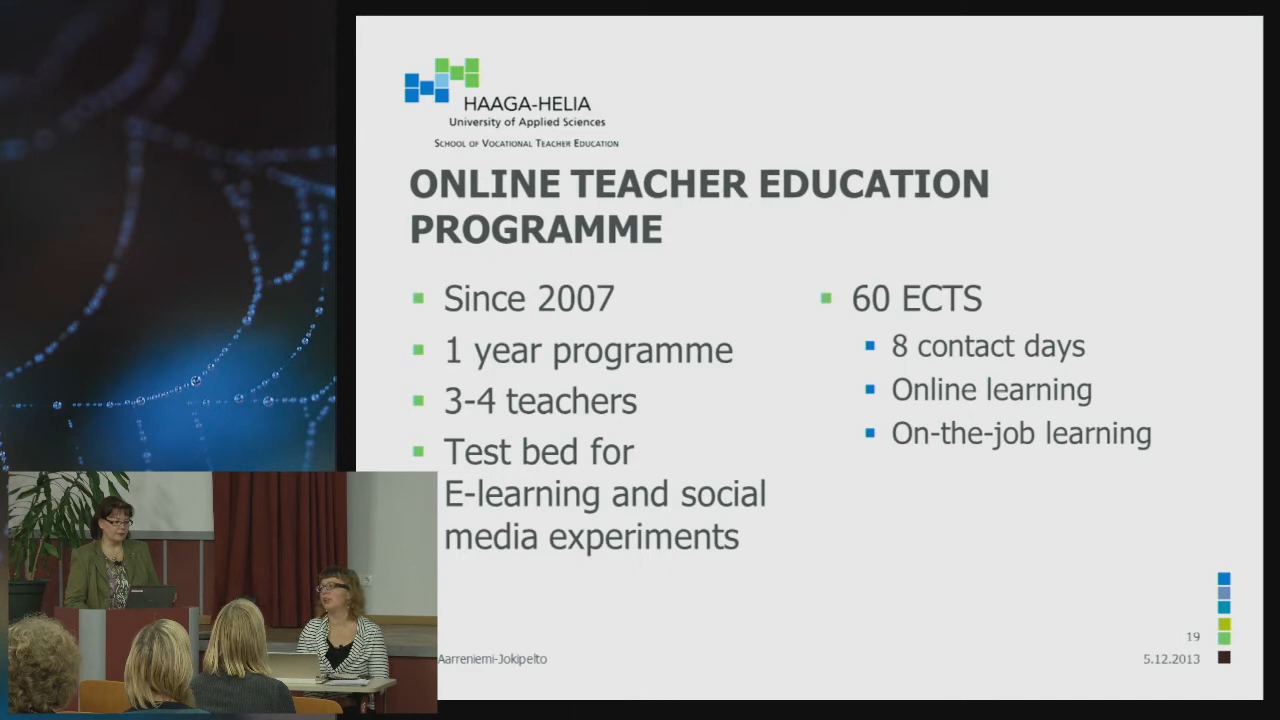 HAAGA-HELIA
University of Applied Sciences
SCHOOL OF VOCATIONAL TEACHER EDUCATION
ONLINE TEACHER EDUCATION
PROGRAMME
Since 2007
1 year programme
3-4 teachers
Test bed for
E-learning and social
media experiments
60 ECTS
8 contact days
Online learning
On-the-job learning
Aarreniemi-Jokipelto
19
5.12.2013